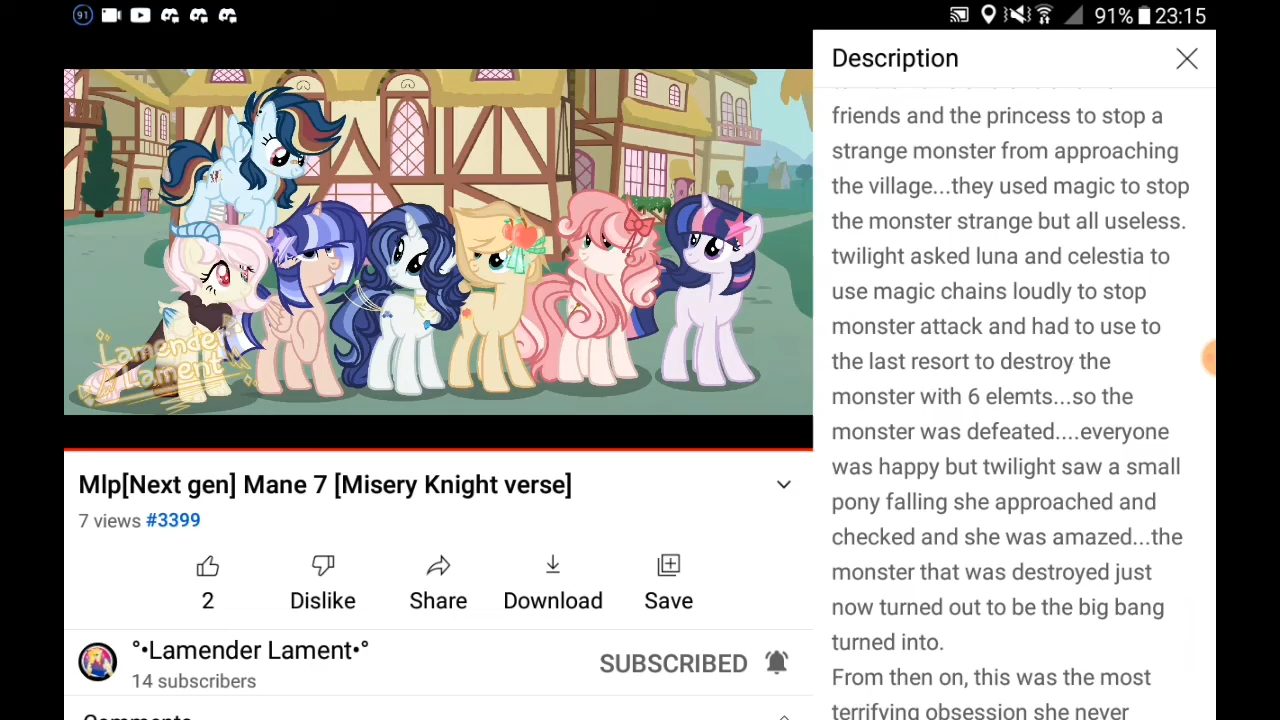 91
91% 23:15
Description
friends and the princess to stop a
strange monster from approaching
the village...they used magic to stop
the monster strange but all useless.
twilight asked luna and celestia to
use magic chains loudly to stop
monster attack and had to use to
the last resort to destroy the
monster with 6 elemts...so the
monster was defeated....everyone
was happy but twilight saw a small
pony falling she approached and
checked and she was amazed...the
monster that was destroyed just
now turned out to be the big bang
turned into.
From then on, this was the most
terrifying obsession she never
Lamender
Lament
Mlp[Next gen] Mane 7 [Misery Knight verse]
7 views #3399
2 Dislike Share Download Save
°•Lamender Lament•°
14 subscribers
SUBSCRIBED
Comments